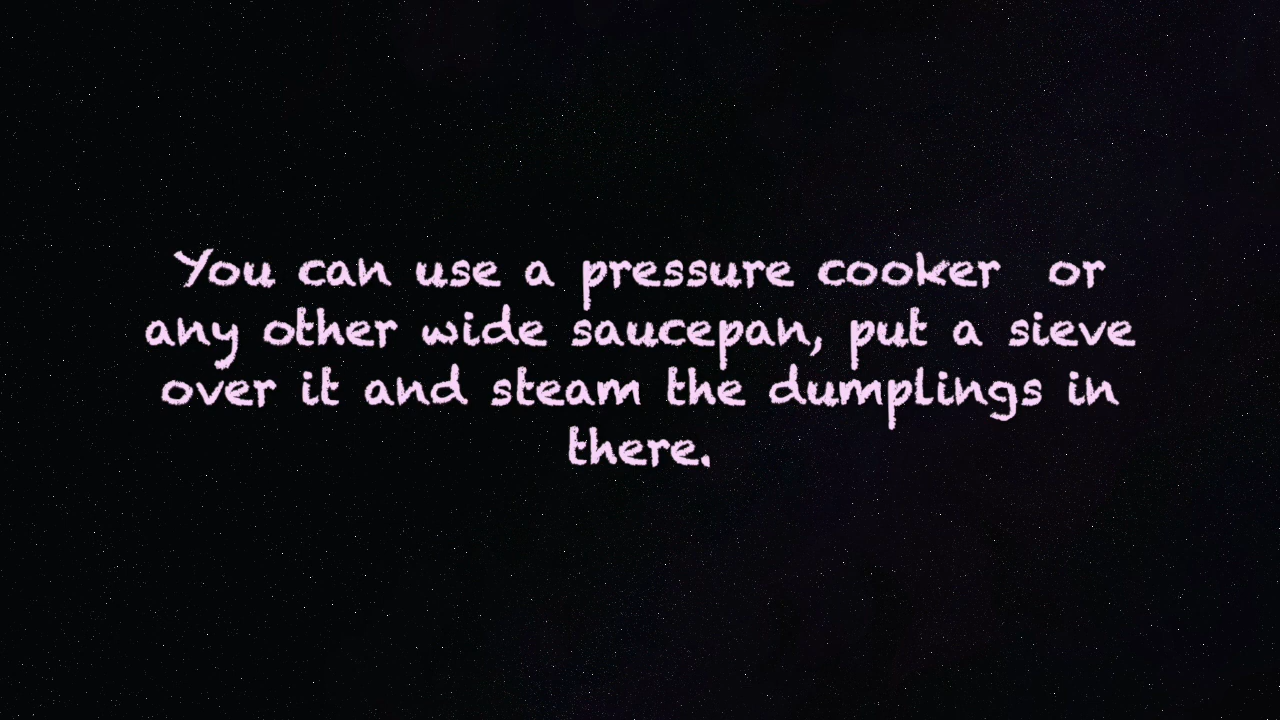 You can use a pressure cooker  or
any other wide saucepan, put a sieve
over it and steam the dumplings in
there.